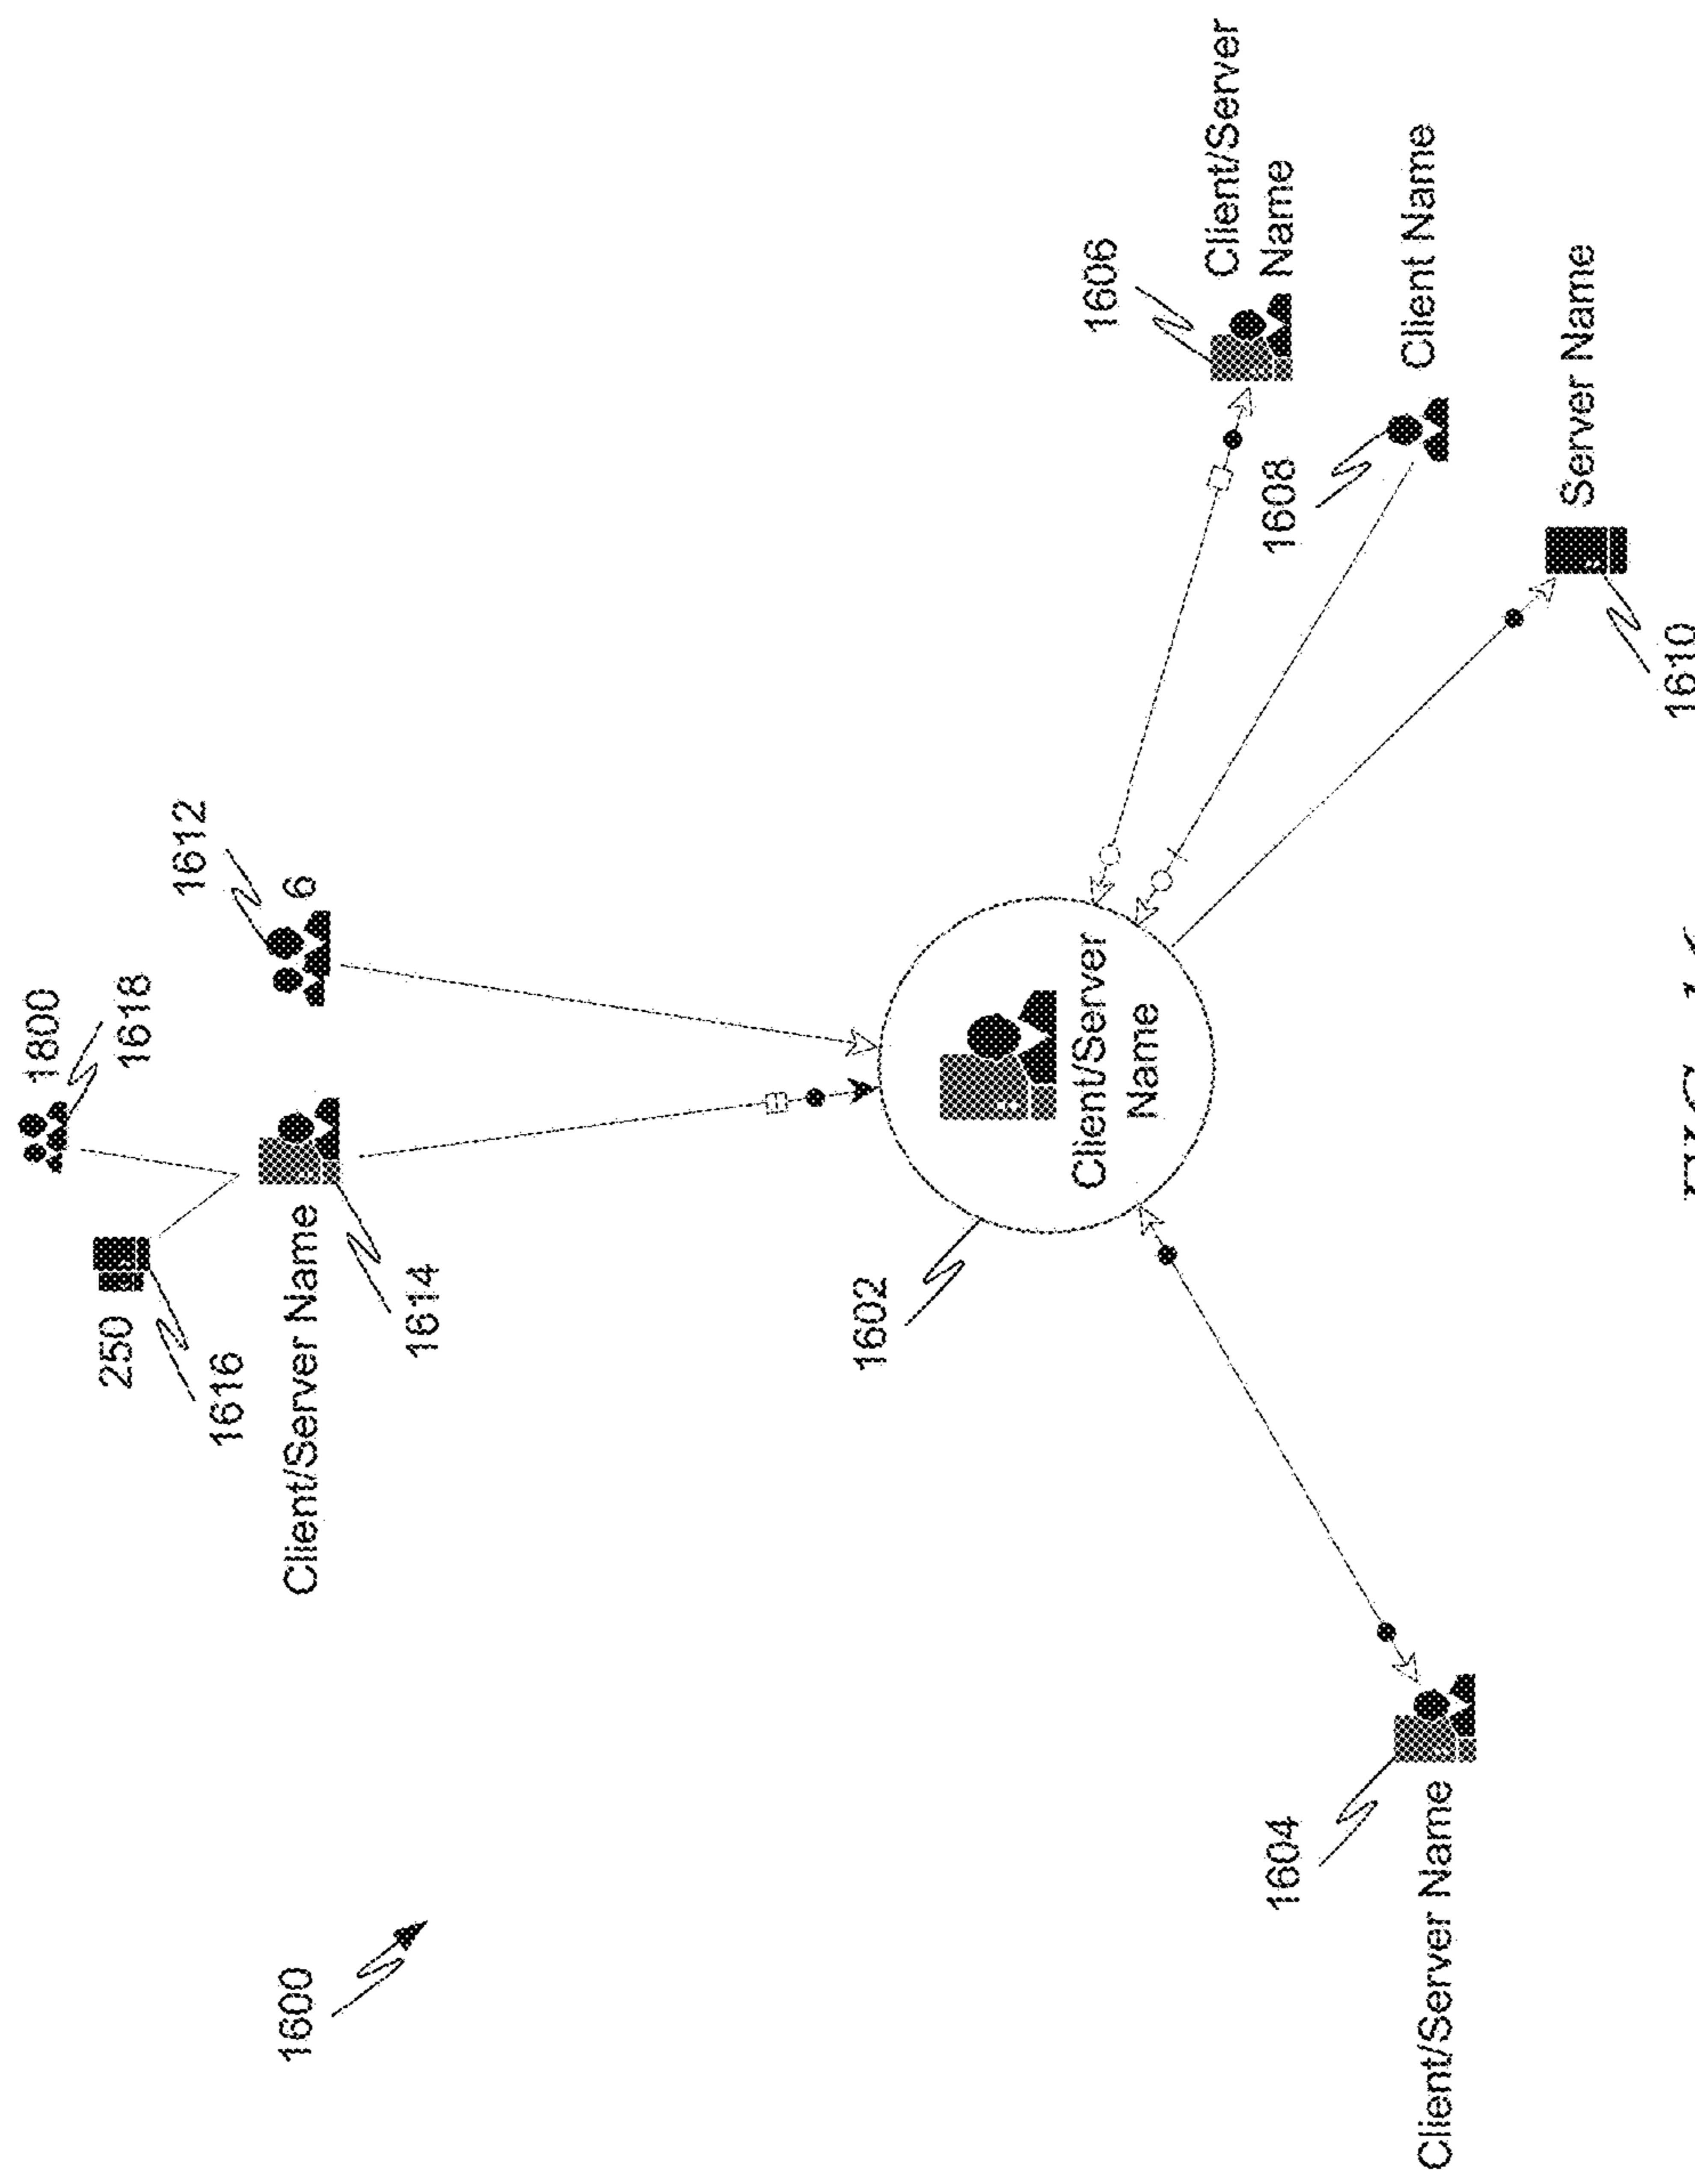 1800
250
1618
1612
1616
1600
Client/Server Name
6
1614
1602
Client/Server
Name
1606
Client/Server
Name
1604
1608
Client Name
Client/Server Name
Server Name
1610